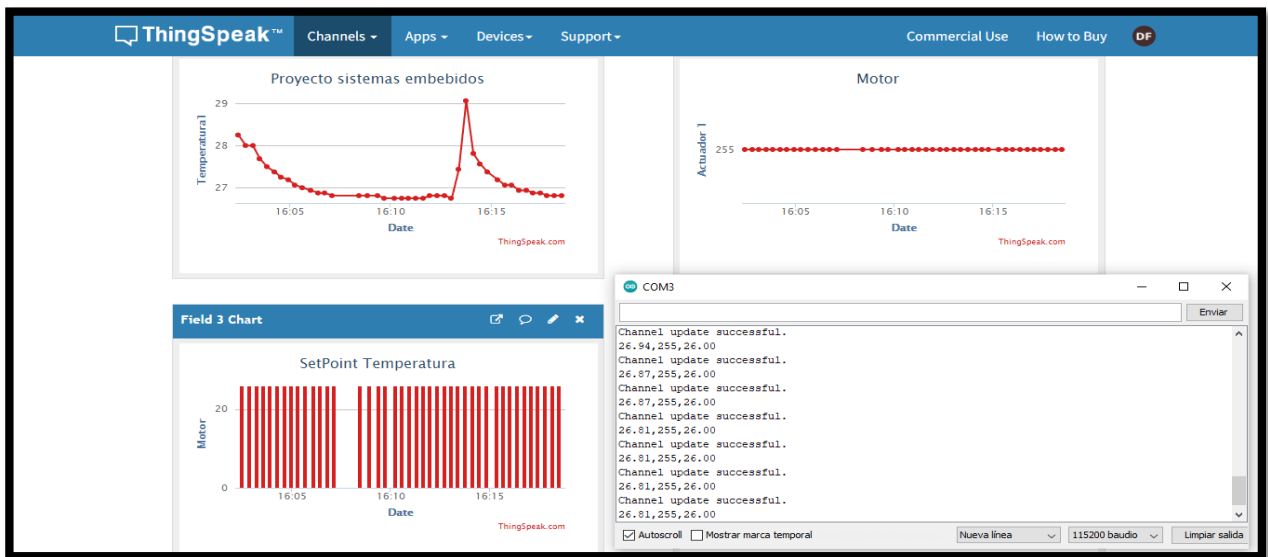 ThingSpeak™ Channels Apps Devices Support Commercial Use How to Buy DF
Proyecto sistemas embebidos
Temperatura1
29
28
27
16:05 16:10 16:15
Date
ThingSpeak.com
Motor
Actuador 1
255
16:05 16:10 16:15
Date
ThingSpeak.com
Field 3 Chart
SetPoint Temperatura
Motor
20
0
16:05 16:10 16:15
Date
ThingSpeak.com
COM3
Enviar
Channel update successful.
26.94,255,26.00
Channel update successful.
26.87,255,26.00
Channel update successful.
26.87,255,26.00
Channel update successful.
26.81,255,26.00
Channel update successful.
26.81,255,26.00
Channel update successful.
26.81,255,26.00
Channel update successful.
26.81,255,26.00
Autoscroll Mostrar marca temporal Nueva línea 115200 baudio Limpiar salida